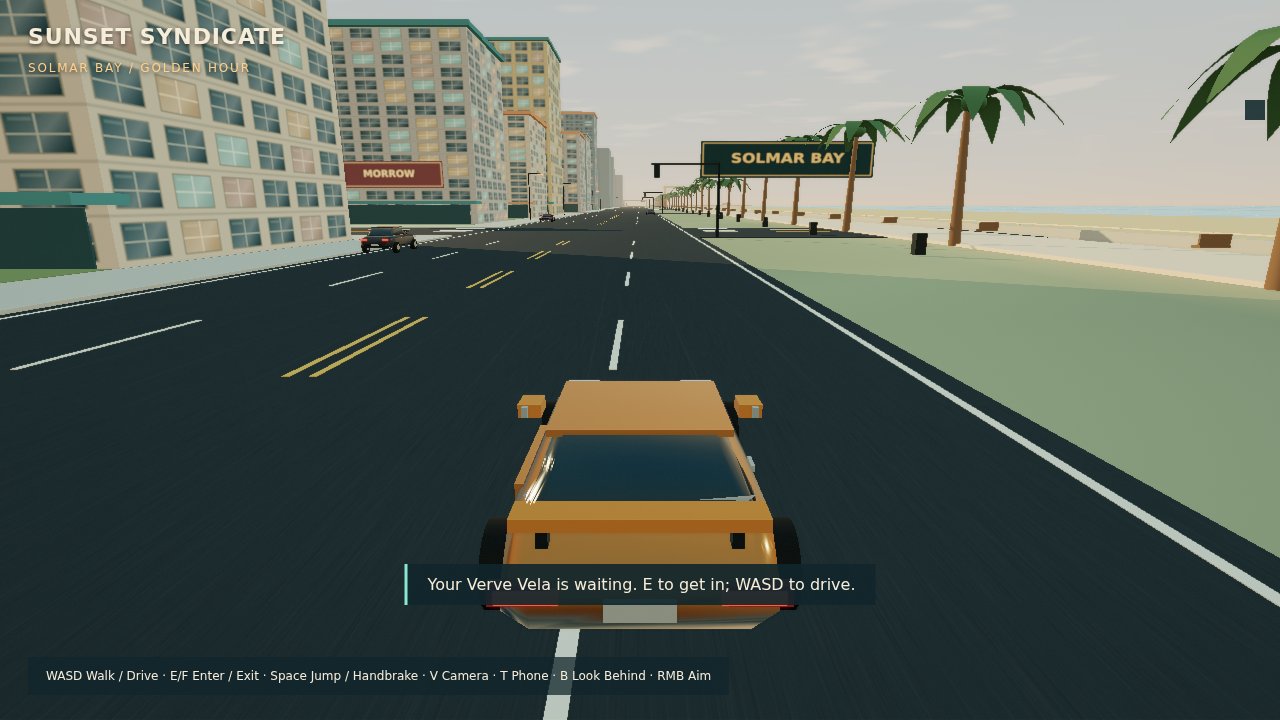 SUNSET SYNDICATE
SOLMAR BAY / GOLDEN HOUR
SOLMAR BAY
MORROW
Your Verve Vela is waiting. E to get in; WASD to drive.
WASD Walk / Drive · E/F Enter / Exit · Space Jump / Handbrake · V Camera · T Phone · B Look Behind · RMB Aim